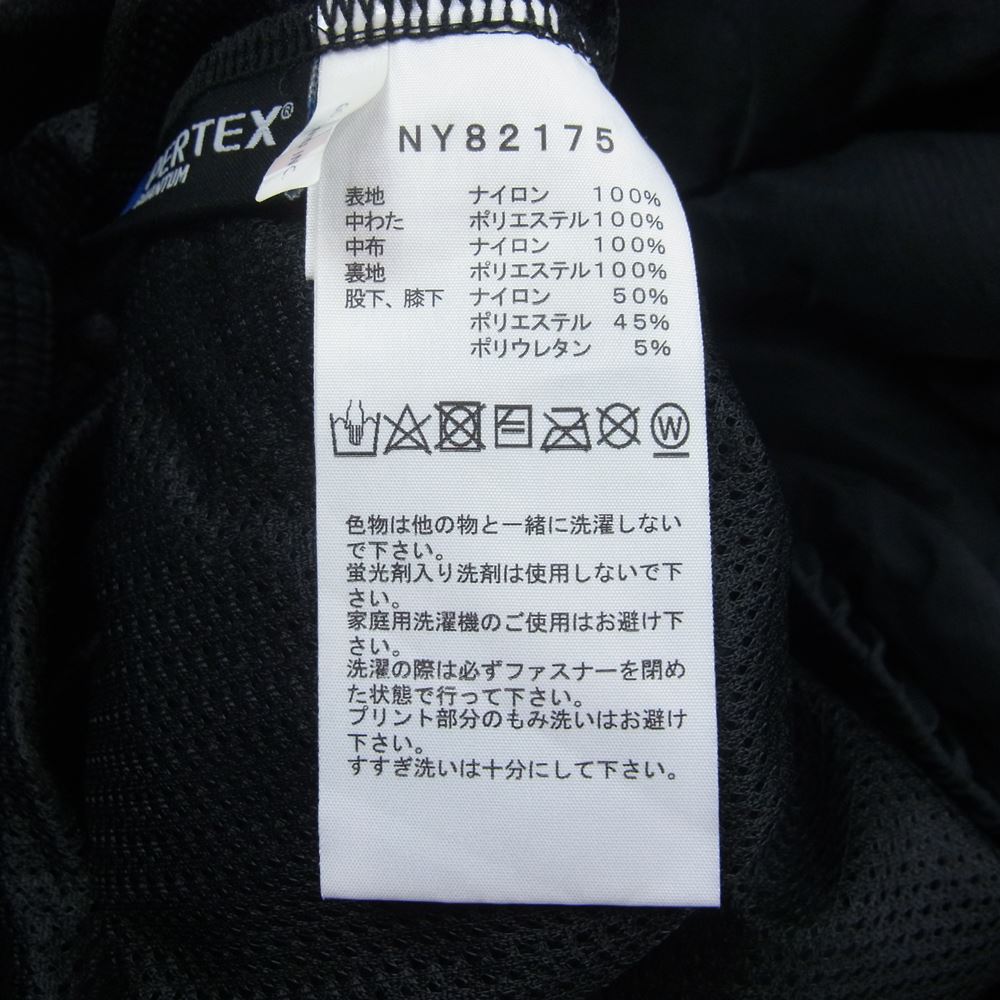 NY82175
表地 ナイロン 100%
中わた ポリエステル 100%
中布 ナイロン 100%
裏地 ポリエステル 100%
股下、膝下 ナイロン 50%
ポリエステル 45%
ポリウレタン 5%
W
色物は他の物と一緒に洗濯しない
で下さい。
蛍光剤入り洗剤は使用しないで下
さい。
家庭用洗濯機のご使用はお避け下
さい。
洗濯の際は必ずファスナーを閉め
た状態で行って下さい。
プリント部分のもみ洗いはお避け
下さい。
すすぎ洗いは十分にして下さい。